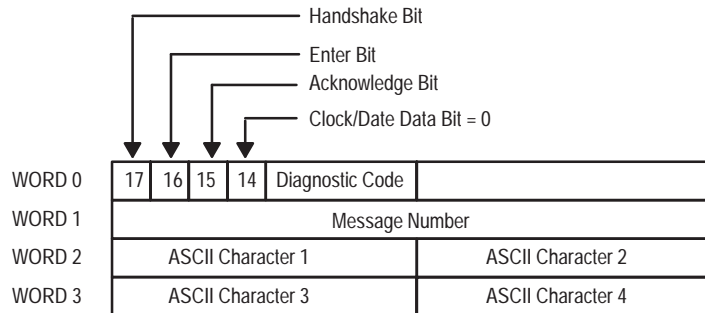 Handshake Bit
Enter Bit
Acknowledge Bit
Clock/Date Data Bit = 0
WORD 0 17 16 15 14 Diagnostic Code
WORD 1 Message Number
WORD 2 ASCII Character 1 ASCII Character 2
WORD 3 ASCII Character 3 ASCII Character 4